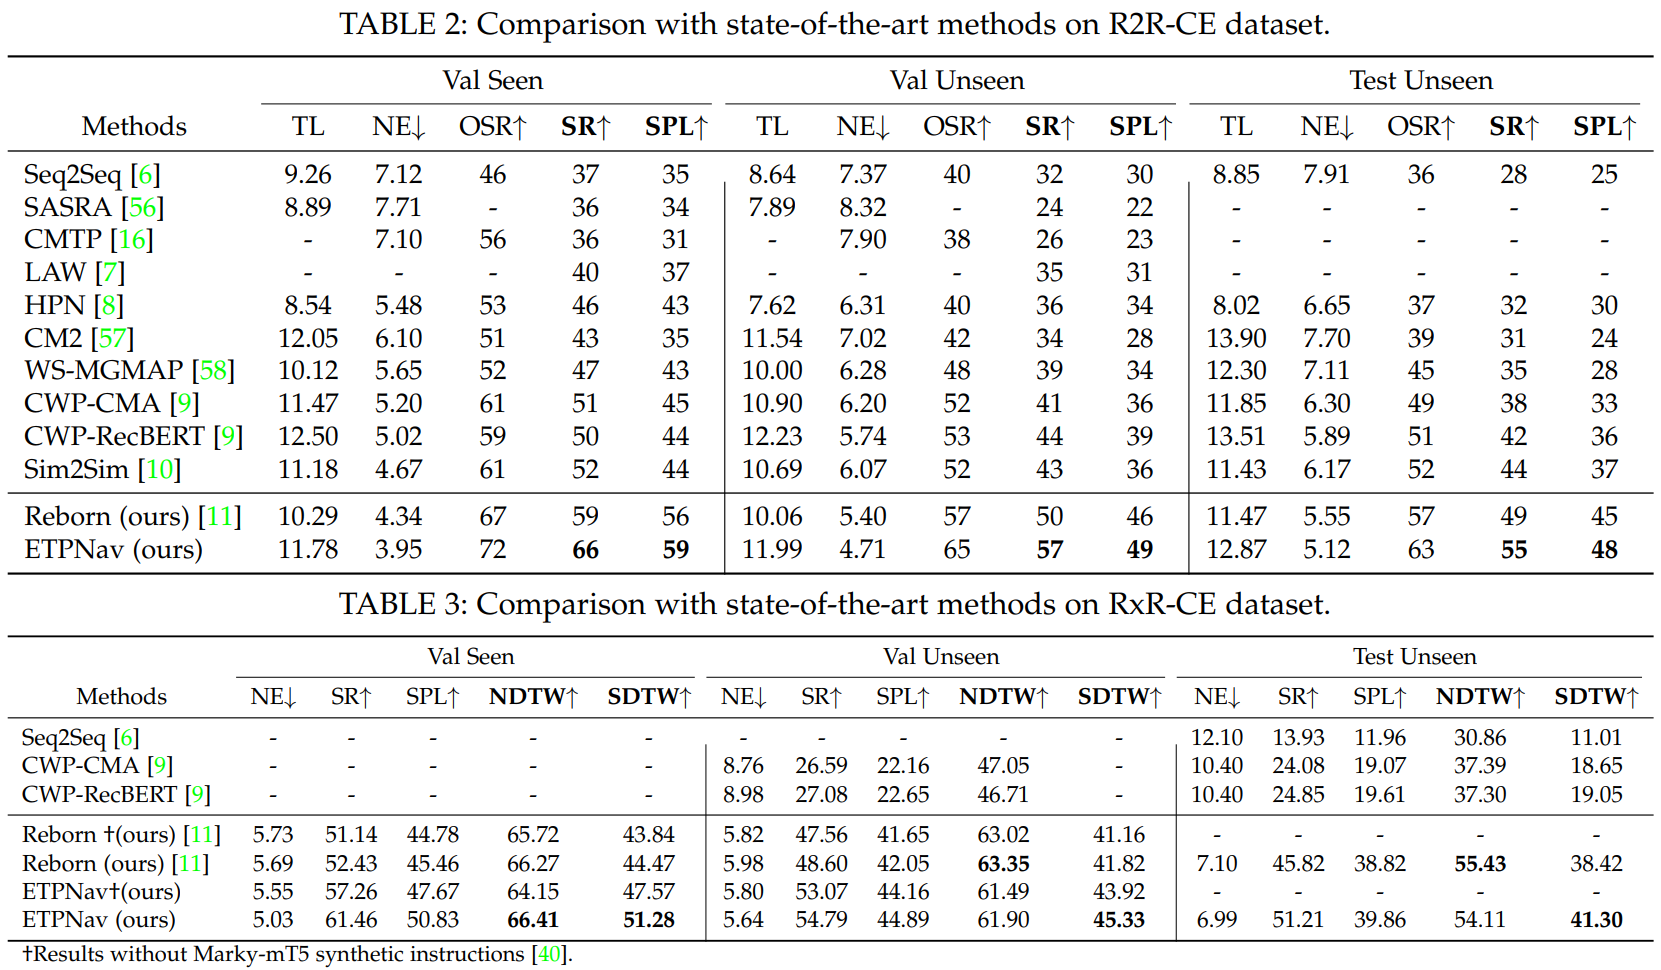 TABLE 2: Comparison with state-of-the-art methods on R2R-CE dataset.
Val Seen Val Unseen Test Unseen
Methods TL NE↓ OSR↑ SR↑ SPL↑ TL NE↓ OSR↑ SR↑ SPL↑ TL NE↓ OSR↑ SR↑ SPL↑
Seq2Seq [6] 9.26 7.12 46 37 35 8.64 7.37 40 32 30 8.85 7.91 36 28 25
SASRA [56] 8.89 7.71 - 36 34 7.89 8.32 - 24 22 - - - - -
CMTP [16] - 7.10 56 36 31 - 7.90 38 26 23 - - - - -
LAW [7] - - - 40 37 - - - 35 31 - - - - -
HPN [8] 8.54 5.48 53 46 43 7.62 6.31 40 36 34 8.02 6.65 37 32 30
CM2 [57] 12.05 6.10 51 43 35 11.54 7.02 42 34 28 13.90 7.70 39 31 24
WS-MGMAP [58] 10.12 5.65 52 47 43 10.00 6.28 48 39 34 12.30 7.11 45 35 28
CWP-CMA [9] 11.47 5.20 61 51 45 10.90 6.20 52 41 36 11.85 6.30 49 38 33
CWP-RecBERT [9] 12.50 5.02 59 50 44 12.23 5.74 53 44 39 13.51 5.89 51 42 36
Sim2Sim [10] 11.18 4.67 61 52 44 10.69 6.07 52 43 36 11.43 6.17 52 44 37
Reborn (ours) [11] 10.29 4.34 67 59 56 10.06 5.40 57 50 46 11.47 5.55 57 49 45
ETPNav (ours) 11.78 3.95 72 66 59 11.99 4.71 65 57 49 12.87 5.12 63 55 48
TABLE 3: Comparison with state-of-the-art methods on RxR-CE dataset.
Val Seen Val Unseen Test Unseen
Methods NE↓ SR↑ SPL↑ NDTW↑ SDTW↑ NE↓ SR↑ SPL↑ NDTW↑ SDTW↑ NE↓ SR↑ SPL↑ NDTW↑ SDTW↑
Seq2Seq [6] - - - - - - - - - - 12.10 13.93 11.96 30.86 11.01
CWP-CMA [9] - - - - - 8.76 26.59 22.16 47.05 - 10.40 24.08 19.07 37.39 18.65
CWP-RecBERT [9] - - - - - 8.98 27.08 22.65 46.71 - 10.40 24.85 19.61 37.30 19.05
Reborn †(ours) [11] 5.73 51.14 44.78 65.72 43.84 5.82 47.56 41.65 63.02 41.16 - - - - -
Reborn (ours) [11] 5.69 52.43 45.46 66.27 44.47 5.98 48.60 42.05 63.35 41.82 7.10 45.82 38.82 55.43 38.42
ETPNav†(ours) 5.55 57.26 47.67 64.15 47.57 5.80 53.07 44.16 61.49 43.92 - - - - -
ETPNav (ours) 5.03 61.46 50.83 66.41 51.28 5.64 54.79 44.89 61.90 45.33 6.99 51.21 39.86 54.11 41.30
†Results without Marky-mT5 synthetic instructions [40].